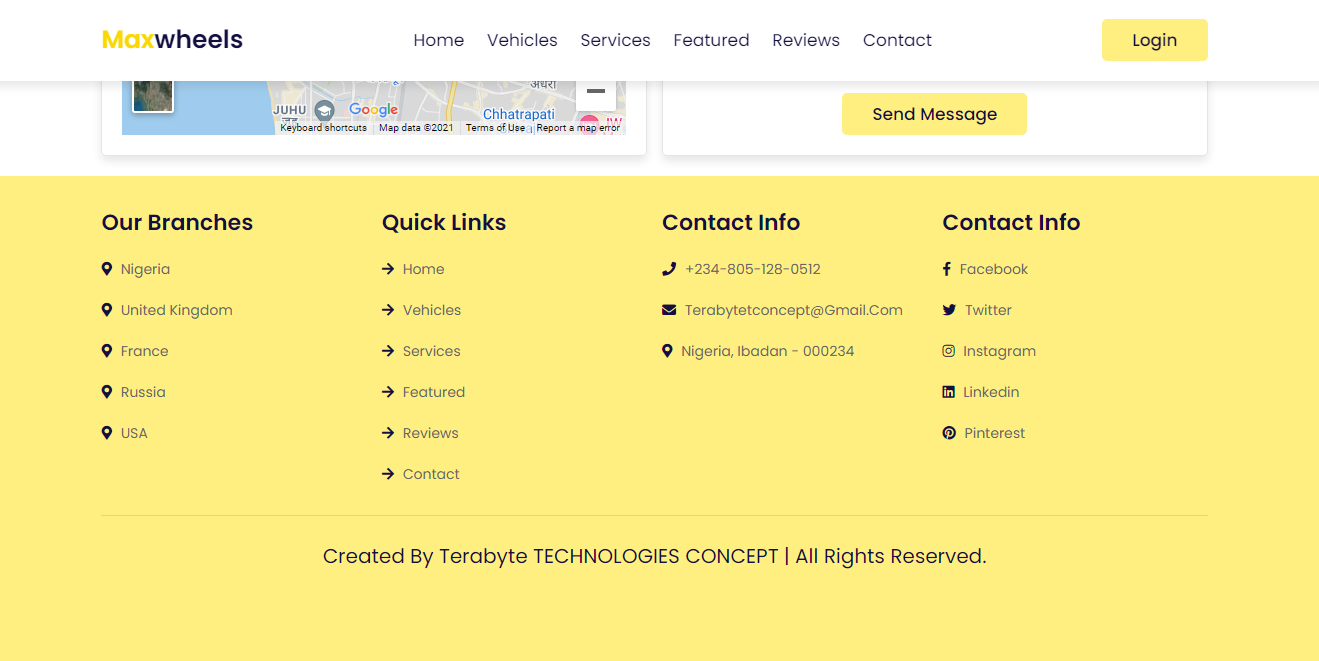 Maxwheels
Home Vehicles Services Featured Reviews Contact
Login
JUHU
Google
Chhatrapati
Keyboard shortcuts Map data ©2021 Terms of Use Report a map error
Send Message
Our Branches
Nigeria
United Kingdom
France
Russia
USA
Quick Links
Home
Vehicles
Services
Featured
Reviews
Contact
Contact Info
+234-805-128-0512
Terabytetconcept@Gmail.Com
Nigeria, Ibadan - 000234
Contact Info
Facebook
Twitter
Instagram
Linkedin
Pinterest
Created By Terabyte TECHNOLOGIES CONCEPT | All Rights Reserved.